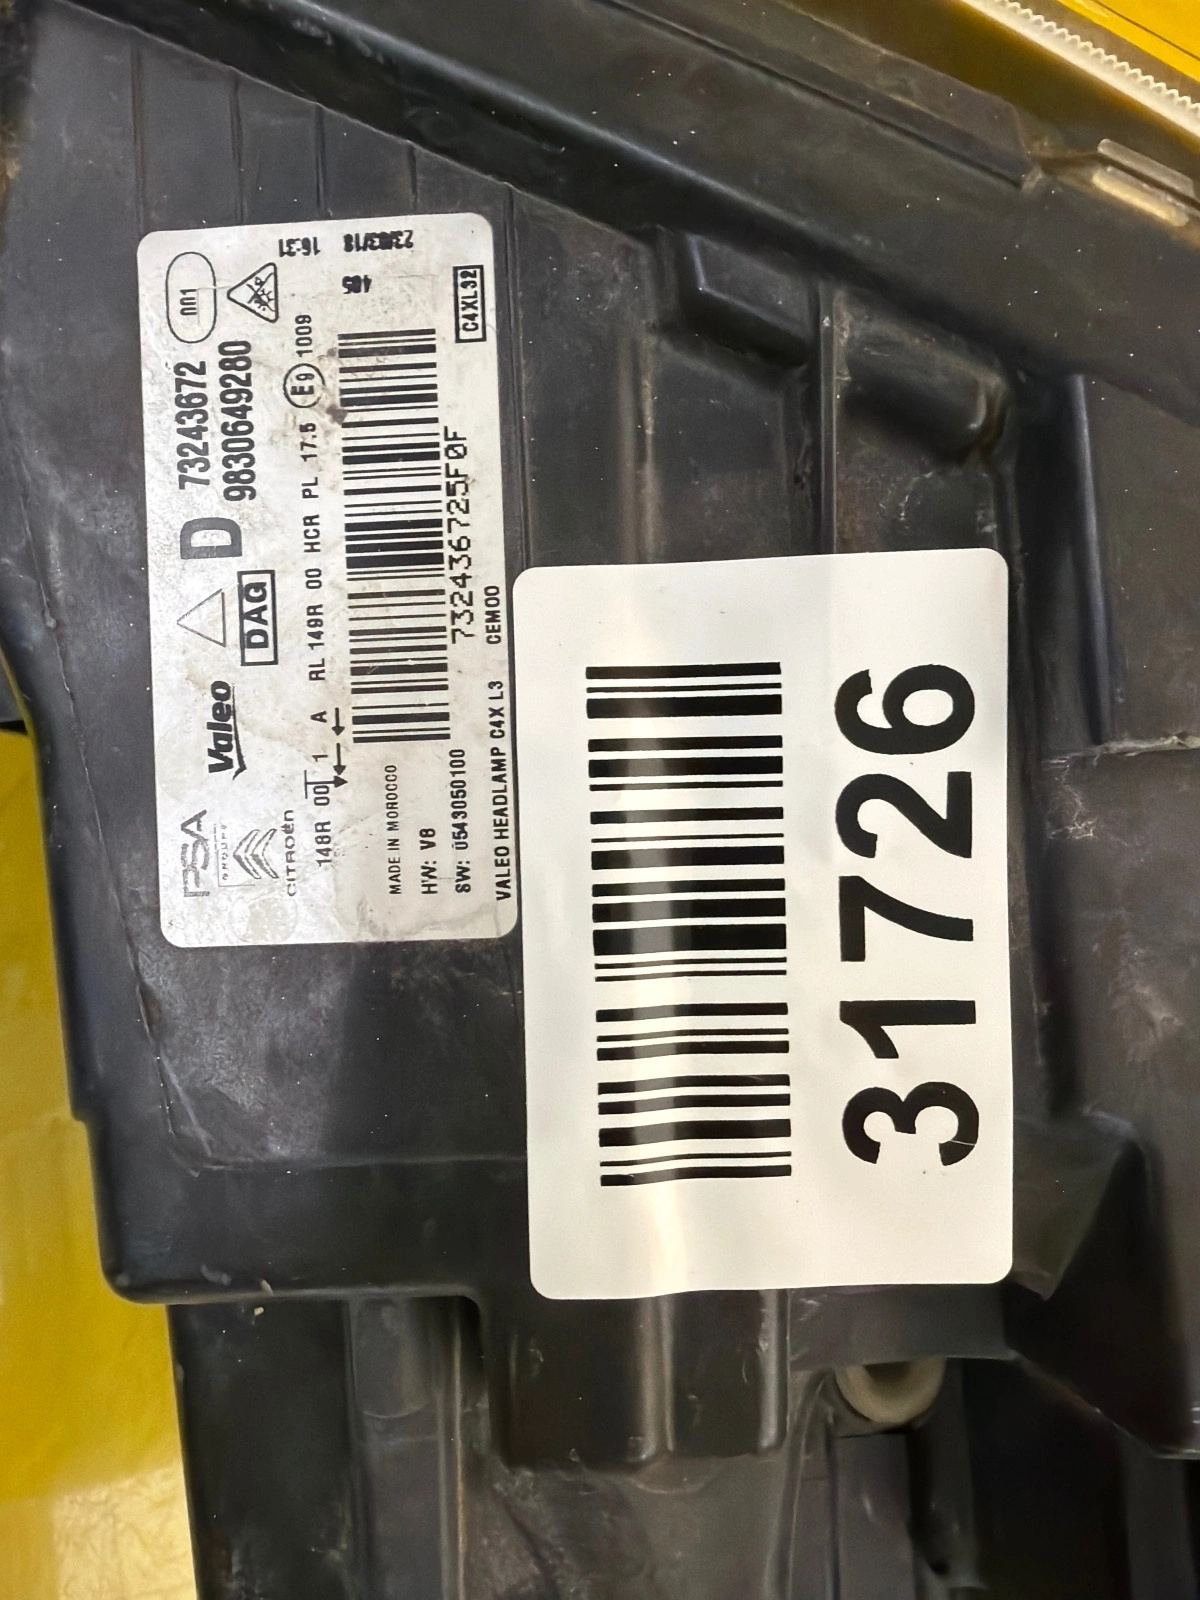 PSA
GROUPE
CITROËN
Valeo
DAG
D
73243672
9830649280
001
148R 00 1 A RL 149R 00 HCR PL 17.5 E9 1009
16:31
23/03/18
MADE IN MOROCCO
HW: V8
SW: 0543050100
732436725F0F
C4XL32
VALEO HEADLAMP C4X L3 CEM00
31726